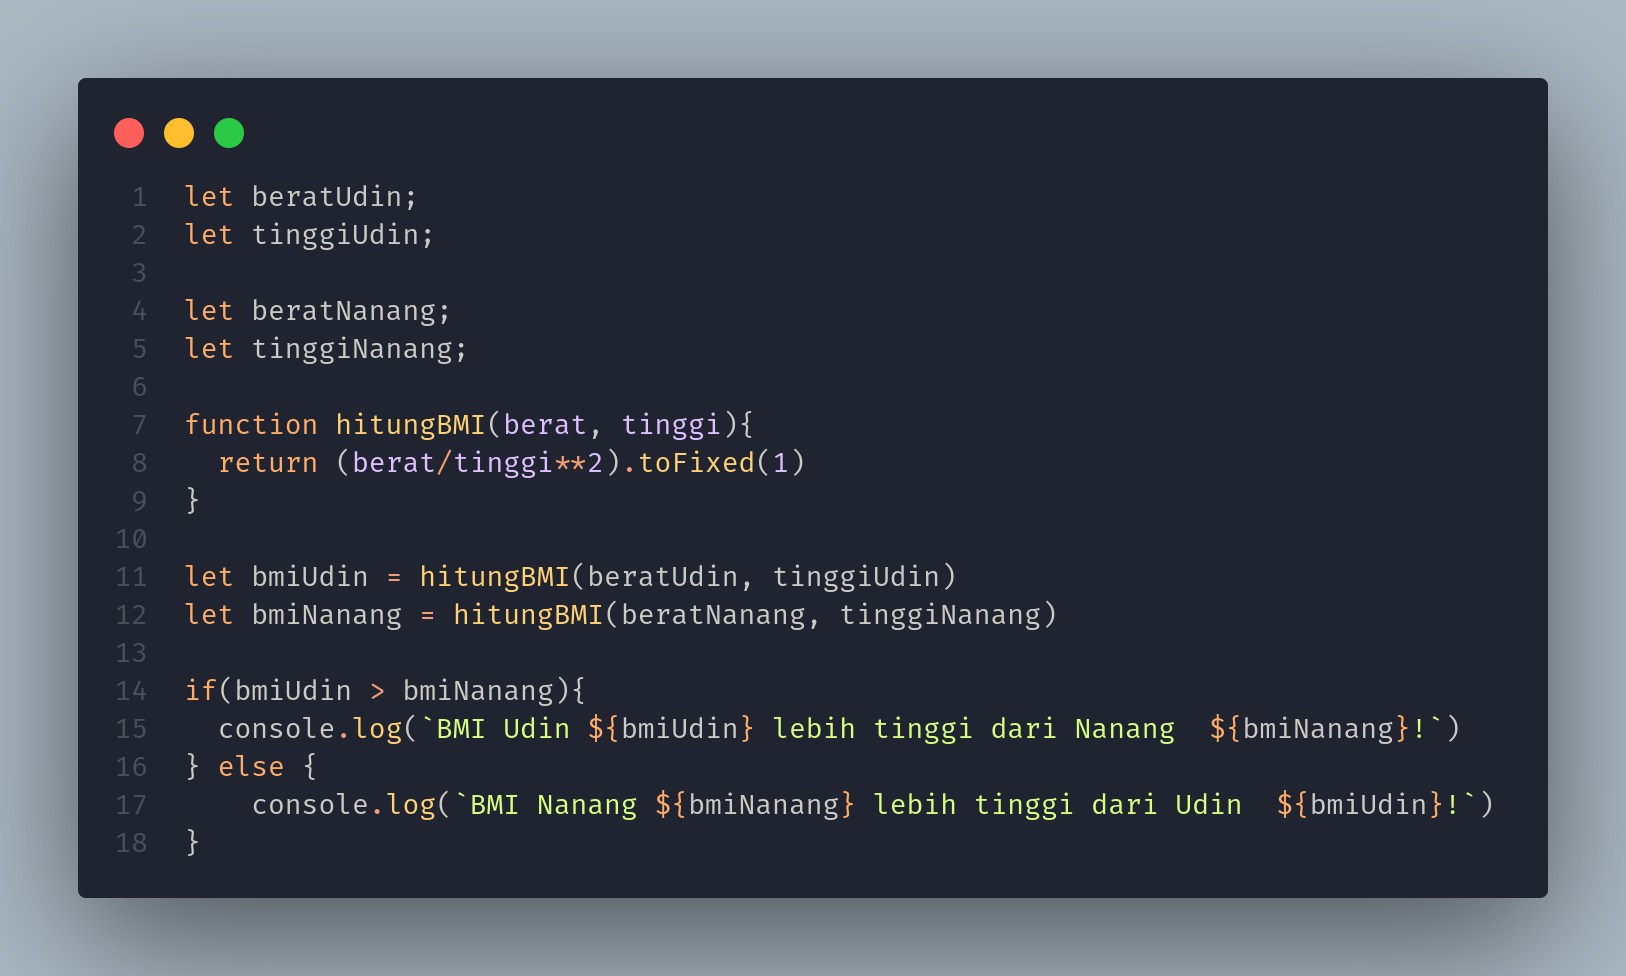 1 let beratUdin;
2 let tinggiUdin;
3
4 let beratNanang;
5 let tinggiNanang;
6
7 function hitungBMI(berat, tinggi){
8   return (berat/tinggi**2).toFixed(1)
9 }
10
11 let bmiUdin = hitungBMI(beratUdin, tinggiUdin)
12 let bmiNanang = hitungBMI(beratNanang, tinggiNanang)
13
14 if(bmiUdin > bmiNanang){
15   console.log(`BMI Udin ${bmiUdin} lebih tinggi dari Nanang  ${bmiNanang}!`)
16 } else {
17     console.log(`BMI Nanang ${bmiNanang} lebih tinggi dari Udin  ${bmiUdin}!`)
18 }